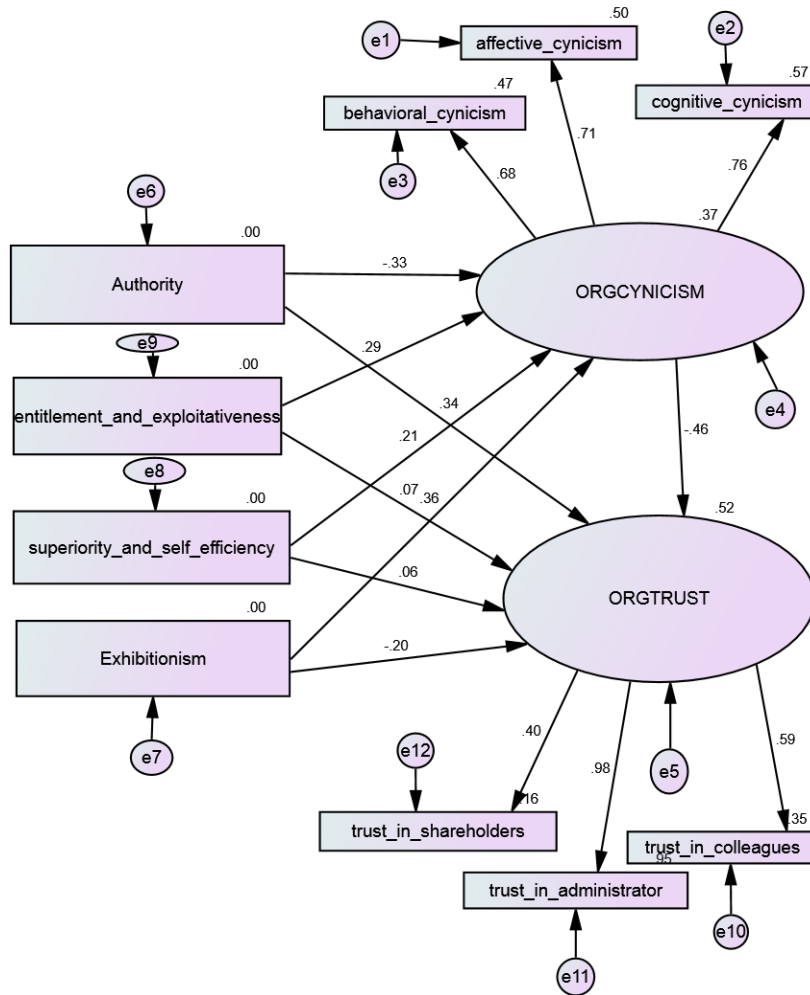 .50
e1
affective_cynicism
e2
.57
cognitive_cynicism
.47
behavioral_cynicism
e3
.71
.68
.76
.37
e6
.00
Authority
-.33
ORGCYNICISM
e9
.00
.29
entitlement_and_exploitativeness
.34
e4
.21
-.46
e8
.07
.36
.00
.52
superiority_and_self_efficiency
.06
ORGTRUST
.00
Exhibitionism
-.20
e7
e12
.40
.98
e5
.59
.16
trust_in_shareholders
.35
trust_in_colleagues
.95
trust_in_administrator
e10
e11